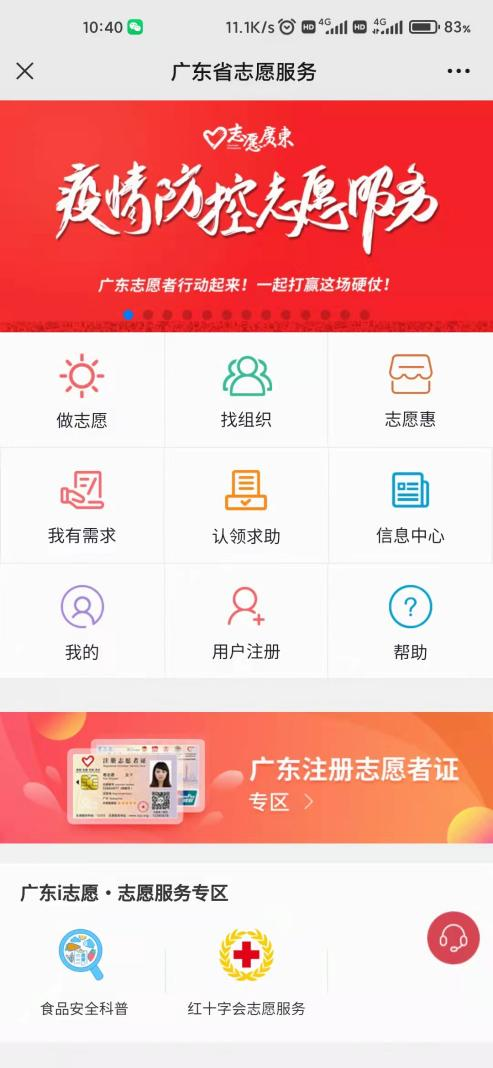 10:40
11.1K/s
HD
4G
HD
4G
83%
广东省志愿服务
志愿廣東
疫情防控志愿服务
广东志愿者行动起来！一起打赢这场硬仗！
做志愿
找组织
志愿惠
我有需求
认领求助
信息中心
我的
用户注册
帮助
注册志愿者证
广东注册志愿者证
专区
广东i志愿·志愿服务专区
食品安全科普
红十字会志愿服务